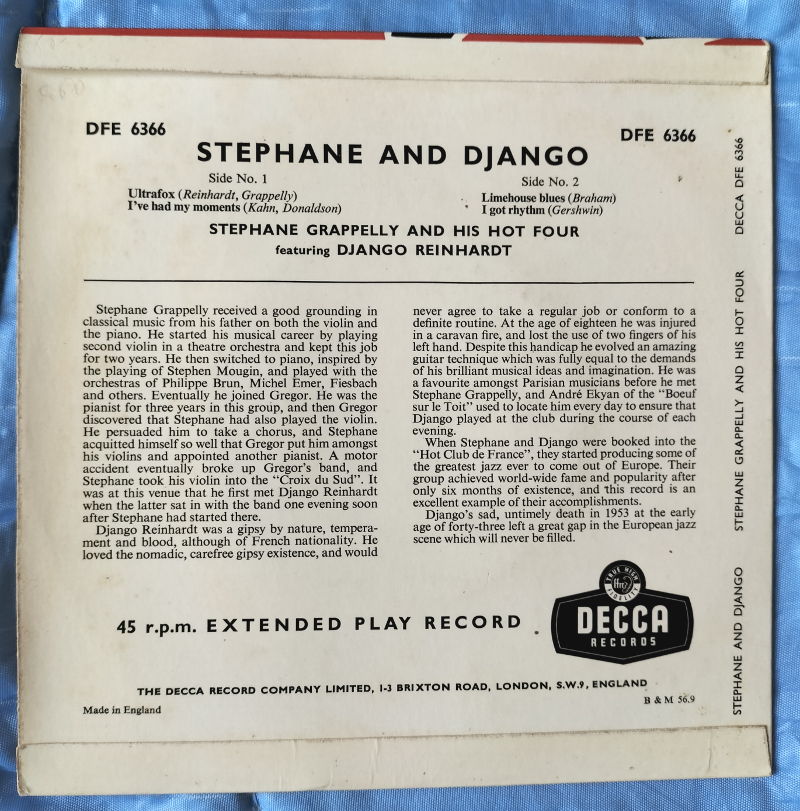 DFE 6366
DFE 6366
STEPHANE AND DJANGO
Side No. 1
Ultrafox (Reinhardt, Grappelly)
I've had my moments (Kahn, Donaldson)
Side No. 2
Limehouse blues (Braham)
I got rhythm (Gershwin)
STEPHANE GRAPPELLY AND HIS HOT FOUR
featuring DJANGO REINHARDT
Stephane Grappelly received a good grounding in
classical music from his father on both the violin and
the piano. He started his musical career by playing
second violin in a theatre orchestra and kept this job
for two years. He then switched to piano, inspired by
the playing of Stephen Mougin, and played with the
orchestras of Philippe Brun, Michel Emer, Fiesbach
and others. Eventually he joined Gregor. He was the
pianist for three years in this group, and then Gregor
discovered that Stephane had also played the violin.
He persuaded him to take a chorus, and Stephane
acquitted himself so well that Gregor put him amongst
his violins and appointed another pianist. A motor
accident eventually broke up Gregor's band, and
Stephane took his violin into the "Croix du Sud". It
was at this venue that he first met Django Reinhardt
when the latter sat in with the band one evening soon
after Stephane had started there.
Django Reinhardt was a gipsy by nature, tempera-
ment and blood, although of French nationality. He
loved the nomadic, carefree gipsy existence, and would
never agree to take a regular job or conform to a
definite routine. At the age of eighteen he was injured
in a caravan fire, and lost the use of two fingers of his
left hand. Despite this handicap he evolved an amazing
guitar technique which was fully equal to the demands
of his brilliant musical ideas and imagination. He was
a favourite amongst Parisian musicians before he met
Stephane Grappelly, and André Ekyan of the "Boeuf
sur le Toit" used to locate him every day to ensure that
Django played at the club during the course of each
evening.
When Stephane and Django were booked into the
"Hot Club de France", they started producing some of
the greatest jazz ever to come out of Europe. Their
group achieved world-wide fame and popularity after
only six months of existence, and this record is an
excellent example of their accomplishments.
Django's sad, untimely death in 1953 at the early
age of forty-three left a great gap in the European jazz
scene which will never be filled.
45 r.p.m. EXTENDED PLAY RECORD
TRUE HIGH
ffrr
FIDELITY
DECCA
RECORDS
THE DECCA RECORD COMPANY LIMITED, 1-3 BRIXTON ROAD, LONDON, S.W.9, ENGLAND
Made in England
B & M 56.9
STEPHANE AND DJANGO STEPHANE GRAPPELLY AND HIS HOT FOUR DECCA DFE 6366